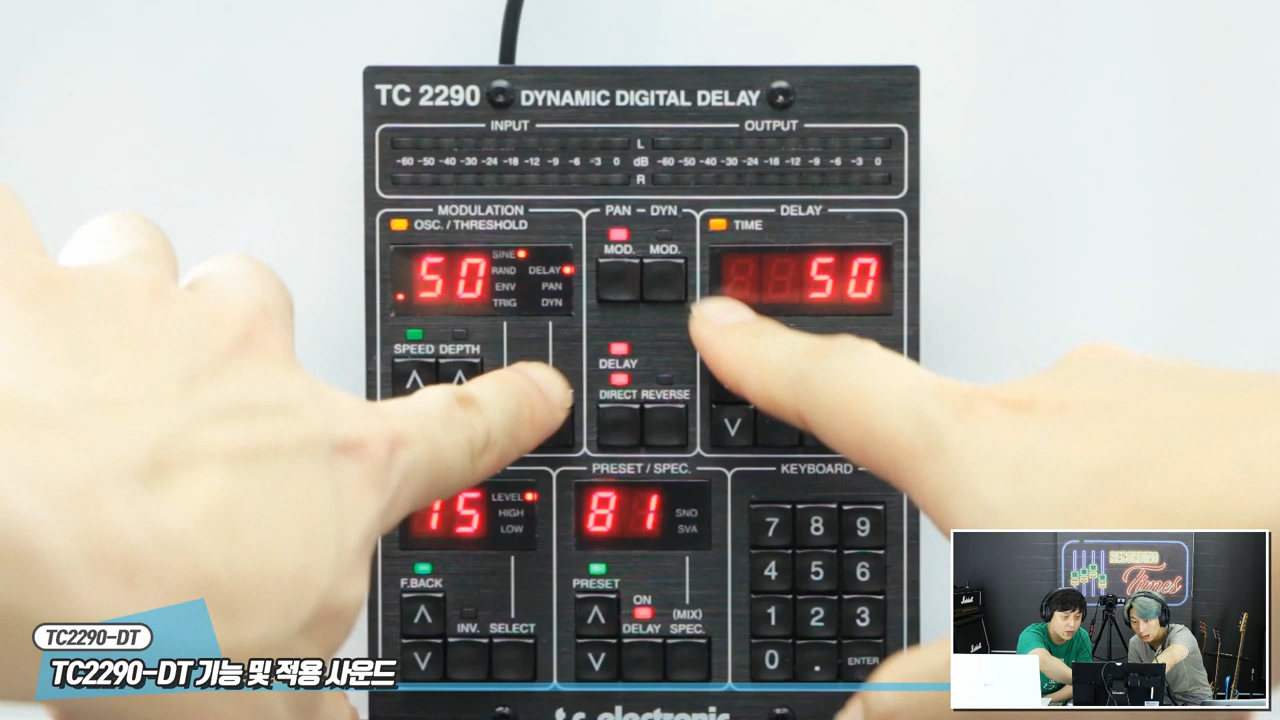 TC 2290 DYNAMIC DIGITAL DELAY
INPUT OUTPUT
L
-60 -50 -40 -30 -24 -18 -12 -9 -6 -3 0 dB -60 -50 -40 -30 -24 -18 -12 -9 -6 -3 0
R
MODULATION PAN - DYN DELAY
OSC. / THRESHOLD TIME
MOD. MOD.
.50
SINE
RAND DELAY
ENV PAN
TRIG DYN
50
SPEED DEPTH
DELAY
DIRECT REVERSE
∨
PRESET / SPEC. KEYBOARD
15
LEVEL
HIGH
LOW
81
SNO
SVA
7 8 9
4 5 6
1 2 3
0 . ENTER
F.BACK
INV. SELECT
PRESET
ON
DELAY
(MIX)
SPEC.
t.c. electronic
TC2290-DT
TC2290-DT 기능 및 적용 사운드
Times
Marshall